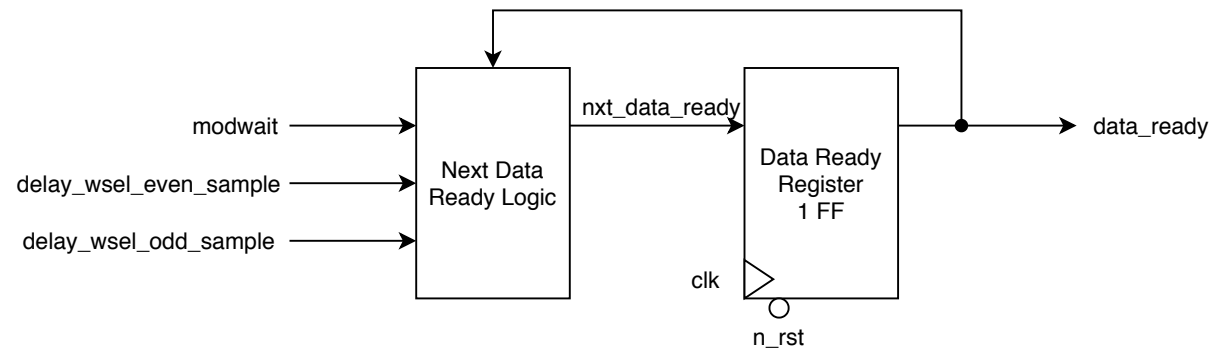 modwait
delay_wsel_even_sample
delay_wsel_odd_sample
Next Data
Ready Logic
nxt_data_ready
Data Ready
Register
1 FF
clk
n_rst
data_ready